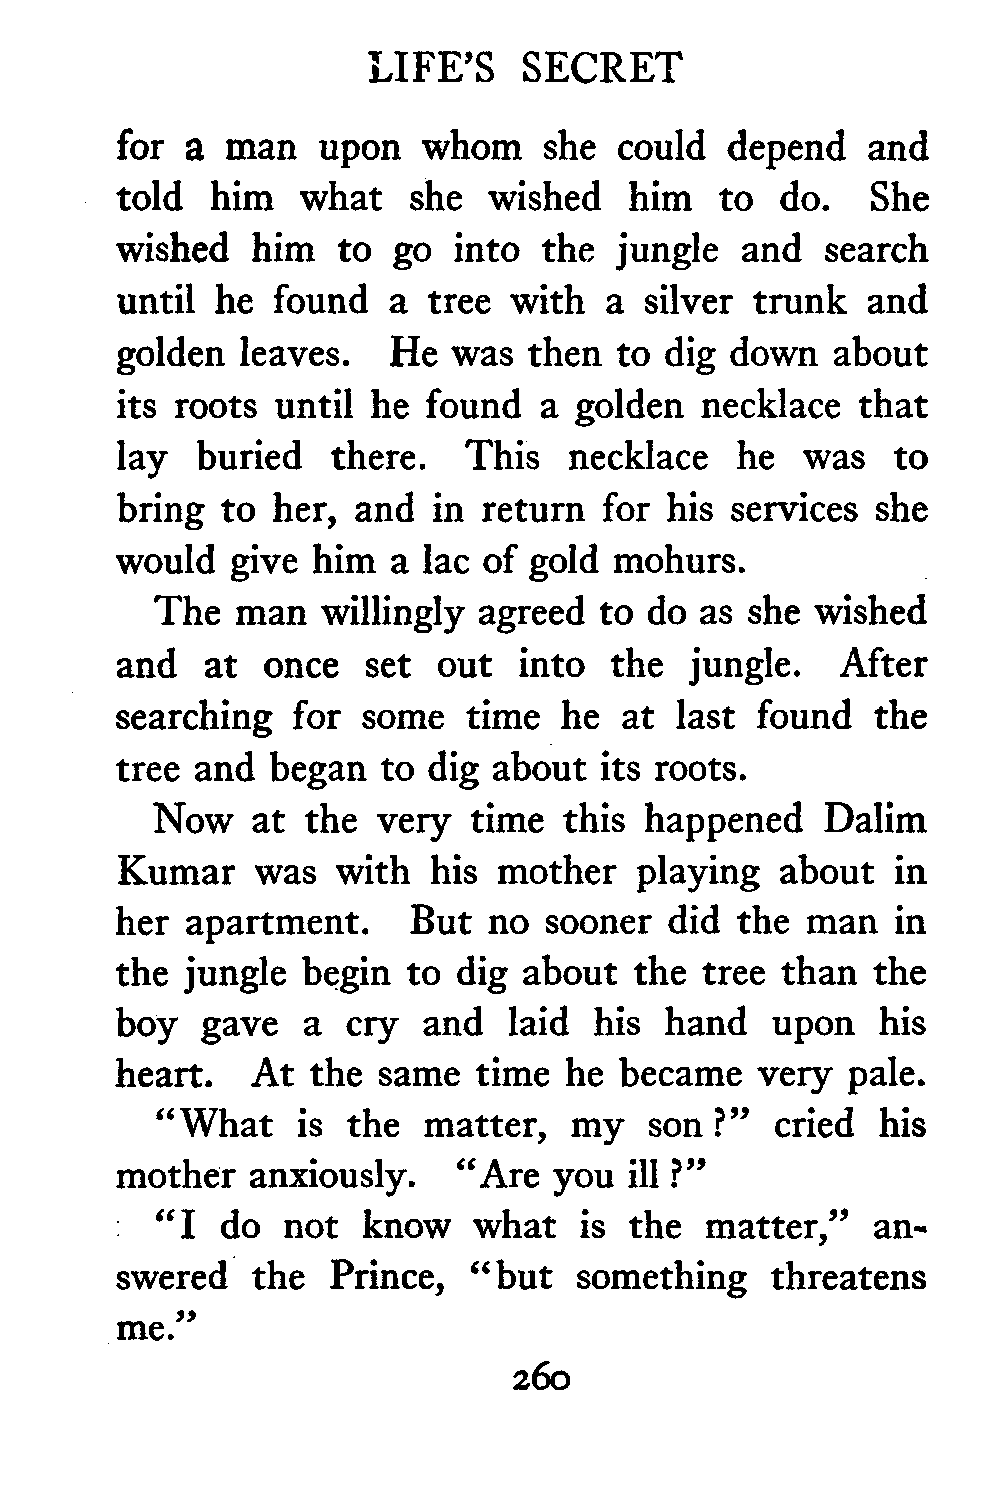 LIFE'S SECRET
for a man upon whom she could depend and
told him what she wished him to do. She
wished him to go into the jungle and search
until he found a tree with a silver trunk and
golden leaves. He was then to dig down about
its roots until he found a golden necklace that
lay buried there. This necklace he was to
bring to her, and in return for his services she
would give him a lac of gold mohurs.
The man willingly agreed to do as she wished
and at once set out into the jungle. After
searching for some time he at last found the
tree and began to dig about its roots.
Now at the very time this happened Dalim
Kumar was with his mother playing about in
her apartment. But no sooner did the man in
the jungle begin to dig about the tree than the
boy gave a cry and laid his hand upon his
heart. At the same time he became very pale.
"What is the matter, my son?" cried his
mother anxiously. "Are you ill?"
"I do not know what is the matter," an-
swered the Prince, "but something threatens
me."
260